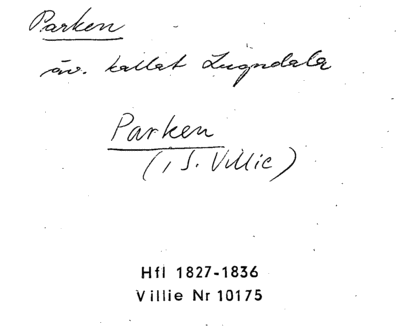 Parken
äv. kallat Lugndala
Parken
(i S. Villie)
Hfl 1827-1836
Villie Nr 10175